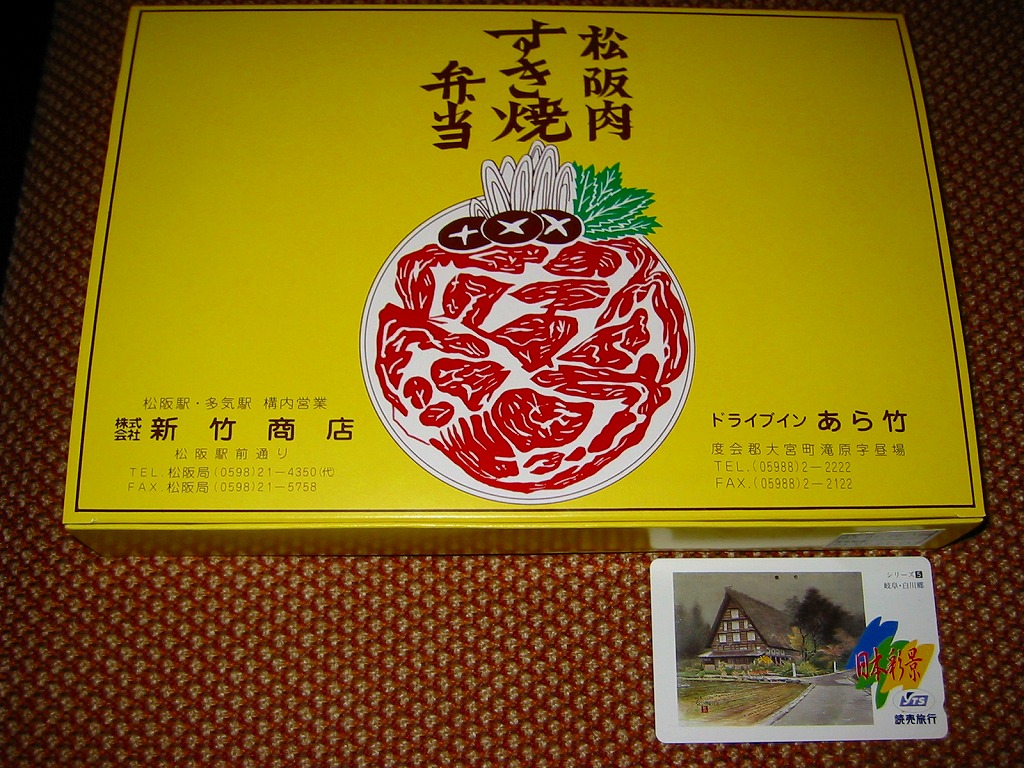 松阪肉
すき焼
弁当
松阪駅・多気駅 構内営業
株式会社 新竹商店
松阪駅前通り
TEL.松阪局(0598)21-4350(代)
FAX.松阪局(0598)21-5758
ドライブイン あら竹
度会郡大宮町滝原字昼場
TEL.(05988)2-2222
FAX.(05988)2-2122
シリーズ5
岐阜・白川郷
日本彩景
YTS
読売旅行